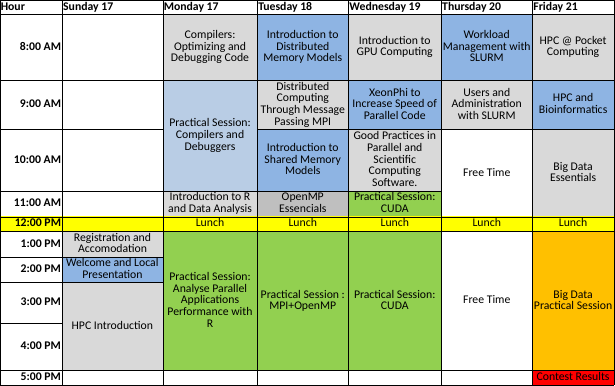 Hour Sunday 17 Monday 17 Tuesday 18 Wednesday 19 Thursday 20 Friday 21
8:00 AM
Compilers:
Optimizing and
Debugging Code
Introduction to
Distributed
Memory Models
Introduction to
GPU Computing
Workload
Management with
SLURM
HPC @ Pocket
Computing
9:00 AM
Practical Session:
Compilers and
Debuggers
Distributed
Computing
Through Message
Passing MPI
XeonPhi to
Increase Speed of
Parallel Code
Users and
Administration
with SLURM
HPC and
Bioinformatics
10:00 AM
Introduction to
Shared Memory
Models
Good Practices in
Parallel and
Scientific
Computing
Software.
Free Time
Big Data
Essentials
11:00 AM
Introduction to R
and Data Analysis
OpenMP
Essencials
Practical Session:
CUDA
12:00 PM Lunch Lunch Lunch Lunch Lunch
1:00 PM
Registration and
Accomodation
2:00 PM
Welcome and Local
Presentation
3:00 PM
HPC Introduction
Practical Session:
Analyse Parallel
Applications
Performance with
R
Practical Session :
MPI+OpenMP
Practical Session:
CUDA
Free Time
Big Data
Practical Session
4:00 PM
5:00 PM
Contest Results